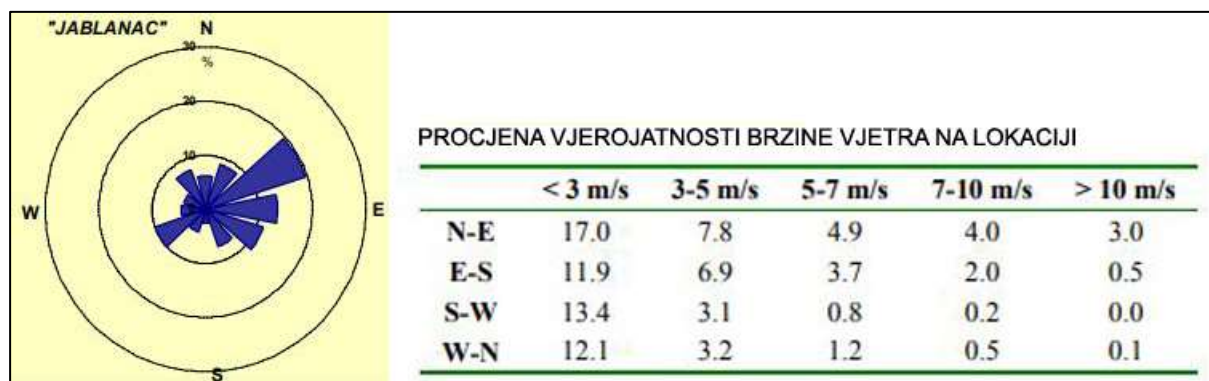 "JABLANAC"
N
30
%
20
10
W
E
S
PROCJENA VJEROJATNOSTI BRZINE VJETRA NA LOKACIJI
< 3 m/s 3-5 m/s 5-7 m/s 7-10 m/s > 10 m/s
N-E 17.0 7.8 4.9 4.0 3.0
E-S 11.9 6.9 3.7 2.0 0.5
S-W 13.4 3.1 0.8 0.2 0.0
W-N 12.1 3.2 1.2 0.5 0.1